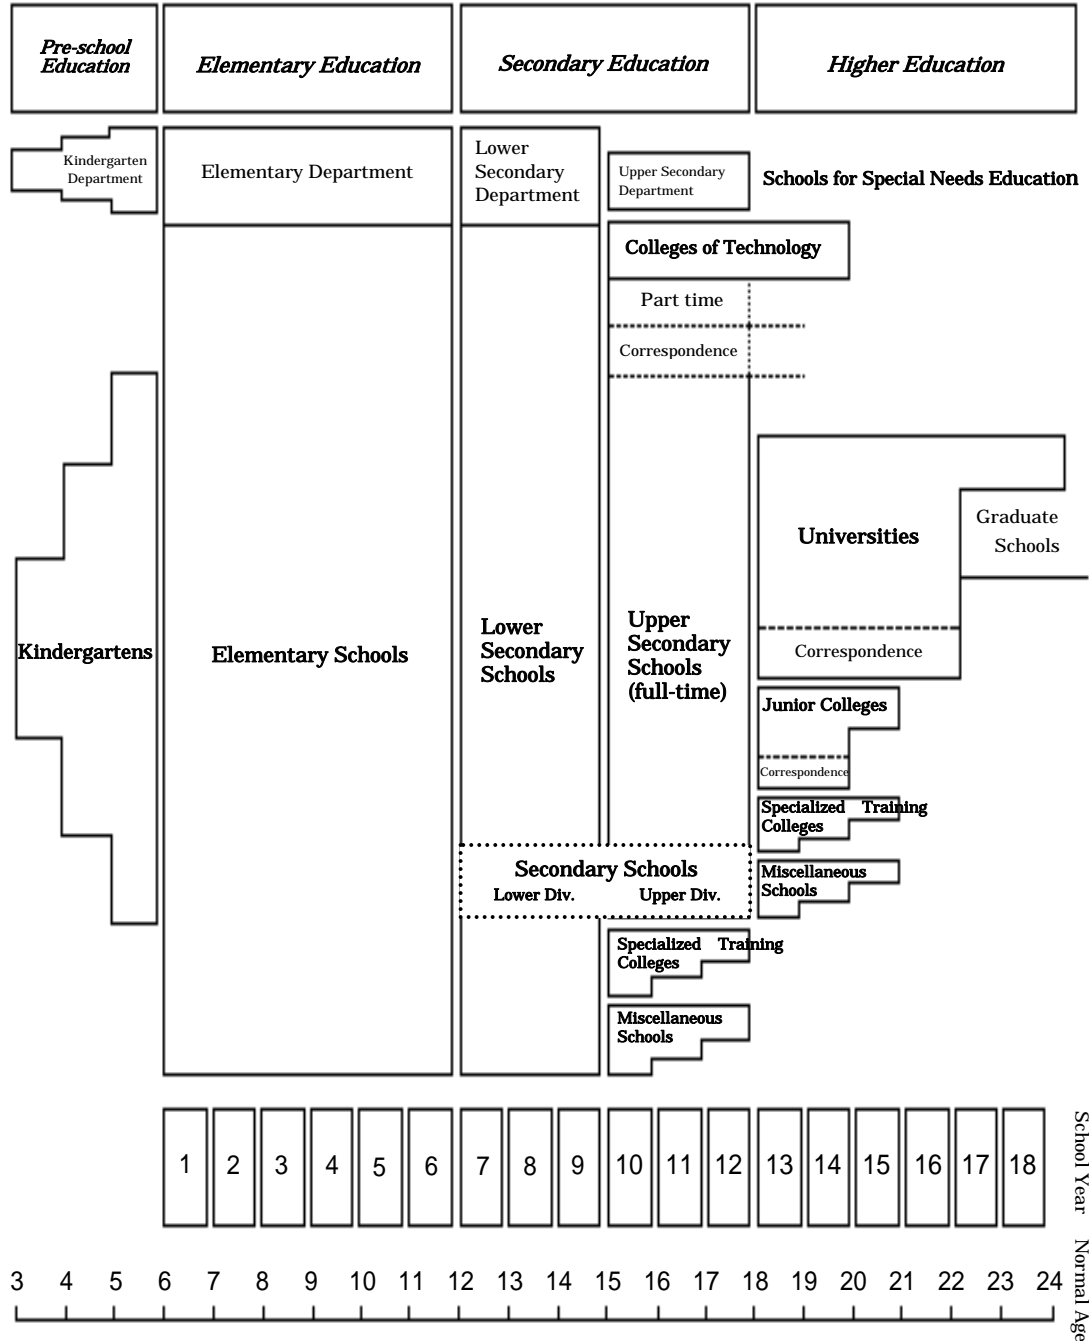 Pre-school
Education
Elementary Education
Secondary Education
Higher Education
Kindergarten
Department
Elementary Department
Lower
Secondary
Department
Upper Secondary
Department
Schools for Special Needs Education
Colleges of Technology
Part time
Correspondence
Kindergartens
Elementary Schools
Lower
Secondary
Schools
Upper
Secondary
Schools
(full-time)
Universities
Graduate
Schools
Correspondence
Junior Colleges
Correspondence
Specialized Training
Colleges
Miscellaneous
Schools
Secondary Schools
Lower Div. Upper Div.
Specialized Training
Colleges
Miscellaneous
Schools
1 2 3 4 5 6 7 8 9 10 11 12 13 14 15 16 17 18
School Year
3 4 5 6 7 8 9 10 11 12 13 14 15 16 17 18 19 20 21 22 23 24
Normal Age